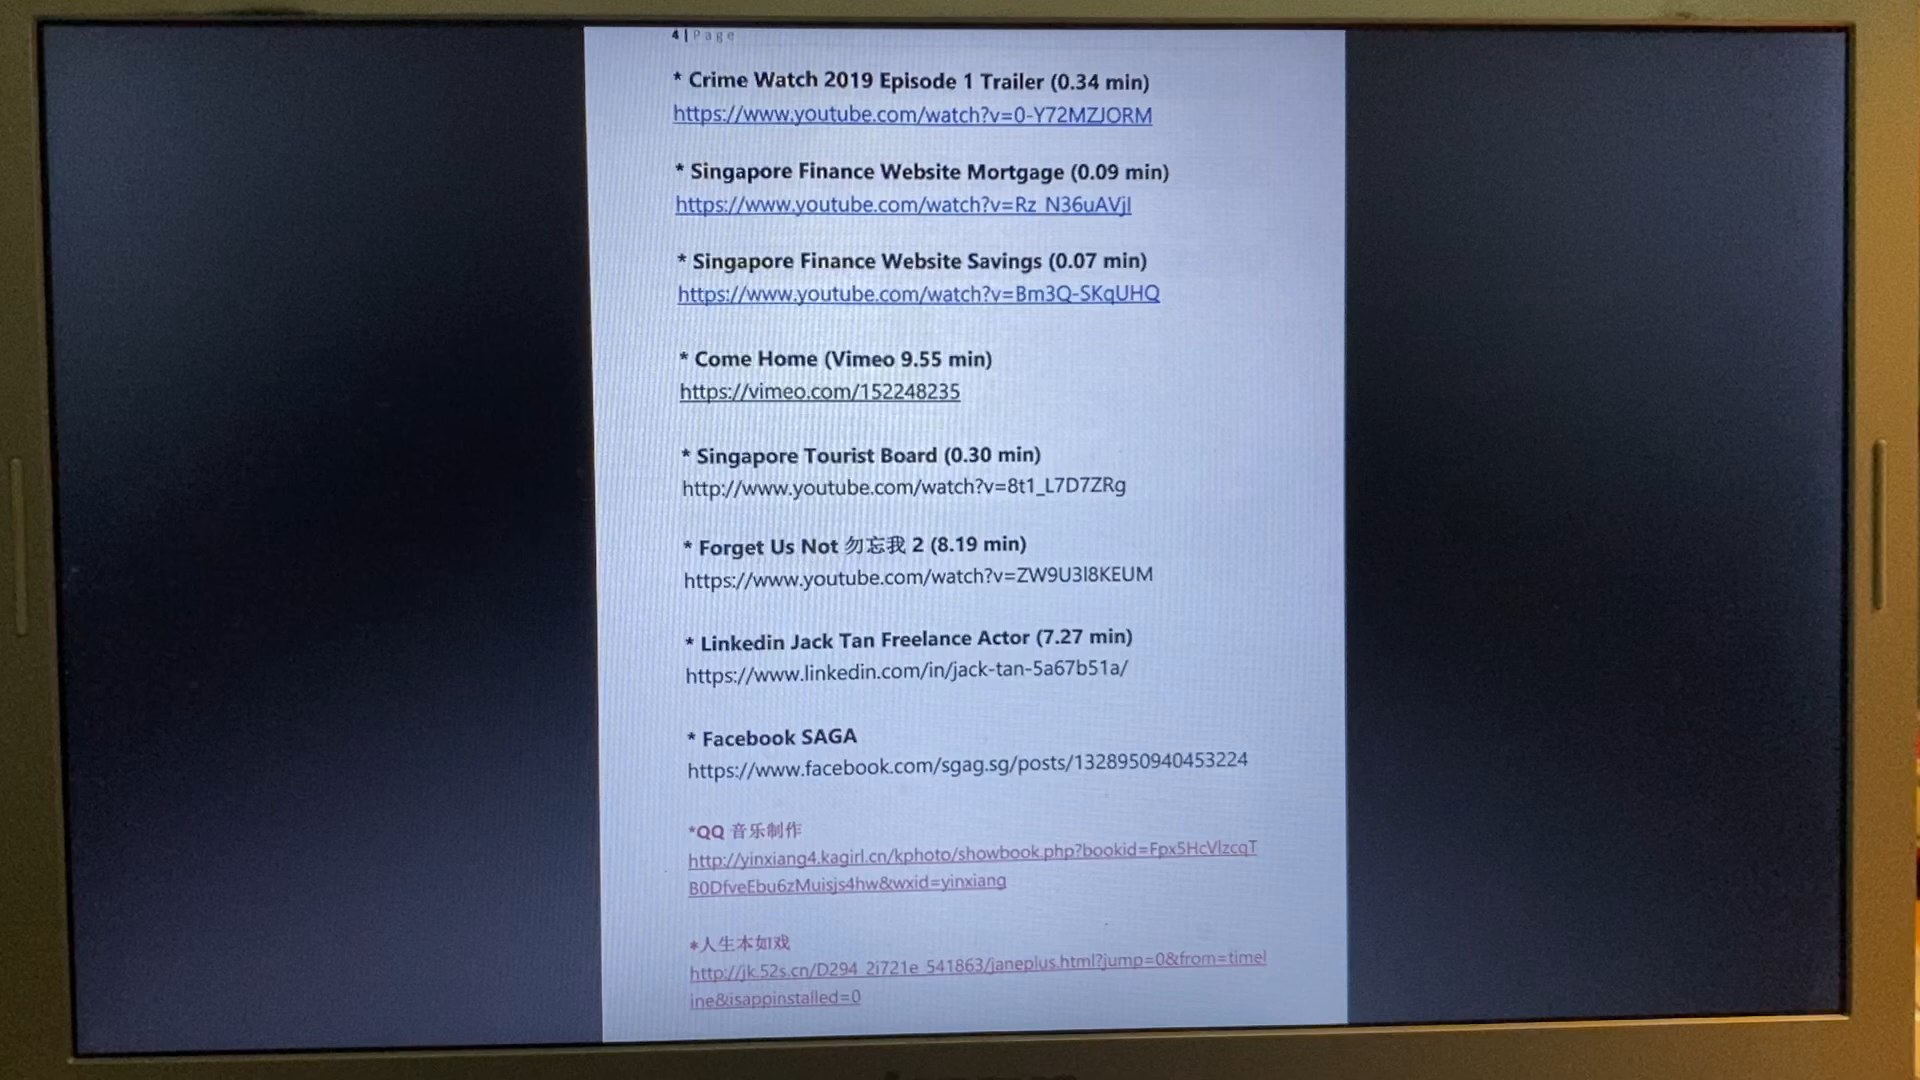 4 | Page
* Crime Watch 2019 Episode 1 Trailer (0.34 min)
https://www.youtube.com/watch?v=0-Y72MZJORM
* Singapore Finance Website Mortgage (0.09 min)
https://www.youtube.com/watch?v=Rz_N36uAVjI
* Singapore Finance Website Savings (0.07 min)
https://www.youtube.com/watch?v=Bm3Q-SKqUHQ
* Come Home (Vimeo 9.55 min)
https://vimeo.com/152248235
* Singapore Tourist Board (0.30 min)
http://www.youtube.com/watch?v=8t1_L7D7ZRg
* Forget Us Not 勿忘我 2 (8.19 min)
https://www.youtube.com/watch?v=ZW9U3I8KEUM
* Linkedin Jack Tan Freelance Actor (7.27 min)
https://www.linkedin.com/in/jack-tan-5a67b51a/
* Facebook SAGA
https://www.facebook.com/sgag.sg/posts/1328950940453224
*QQ 音乐制作
http://yinxiang4.kagirl.cn/kphoto/showbook.php?bookid=Fpx5HcVlzcqT
B0DfveEbu6zMuisjs4hw&wxid=yinxiang
*人生本如戏
http://jk.52s.cn/D294_2i721e_541863/janeplus.html?jump=0&from=timel
ine&isappinstalled=0